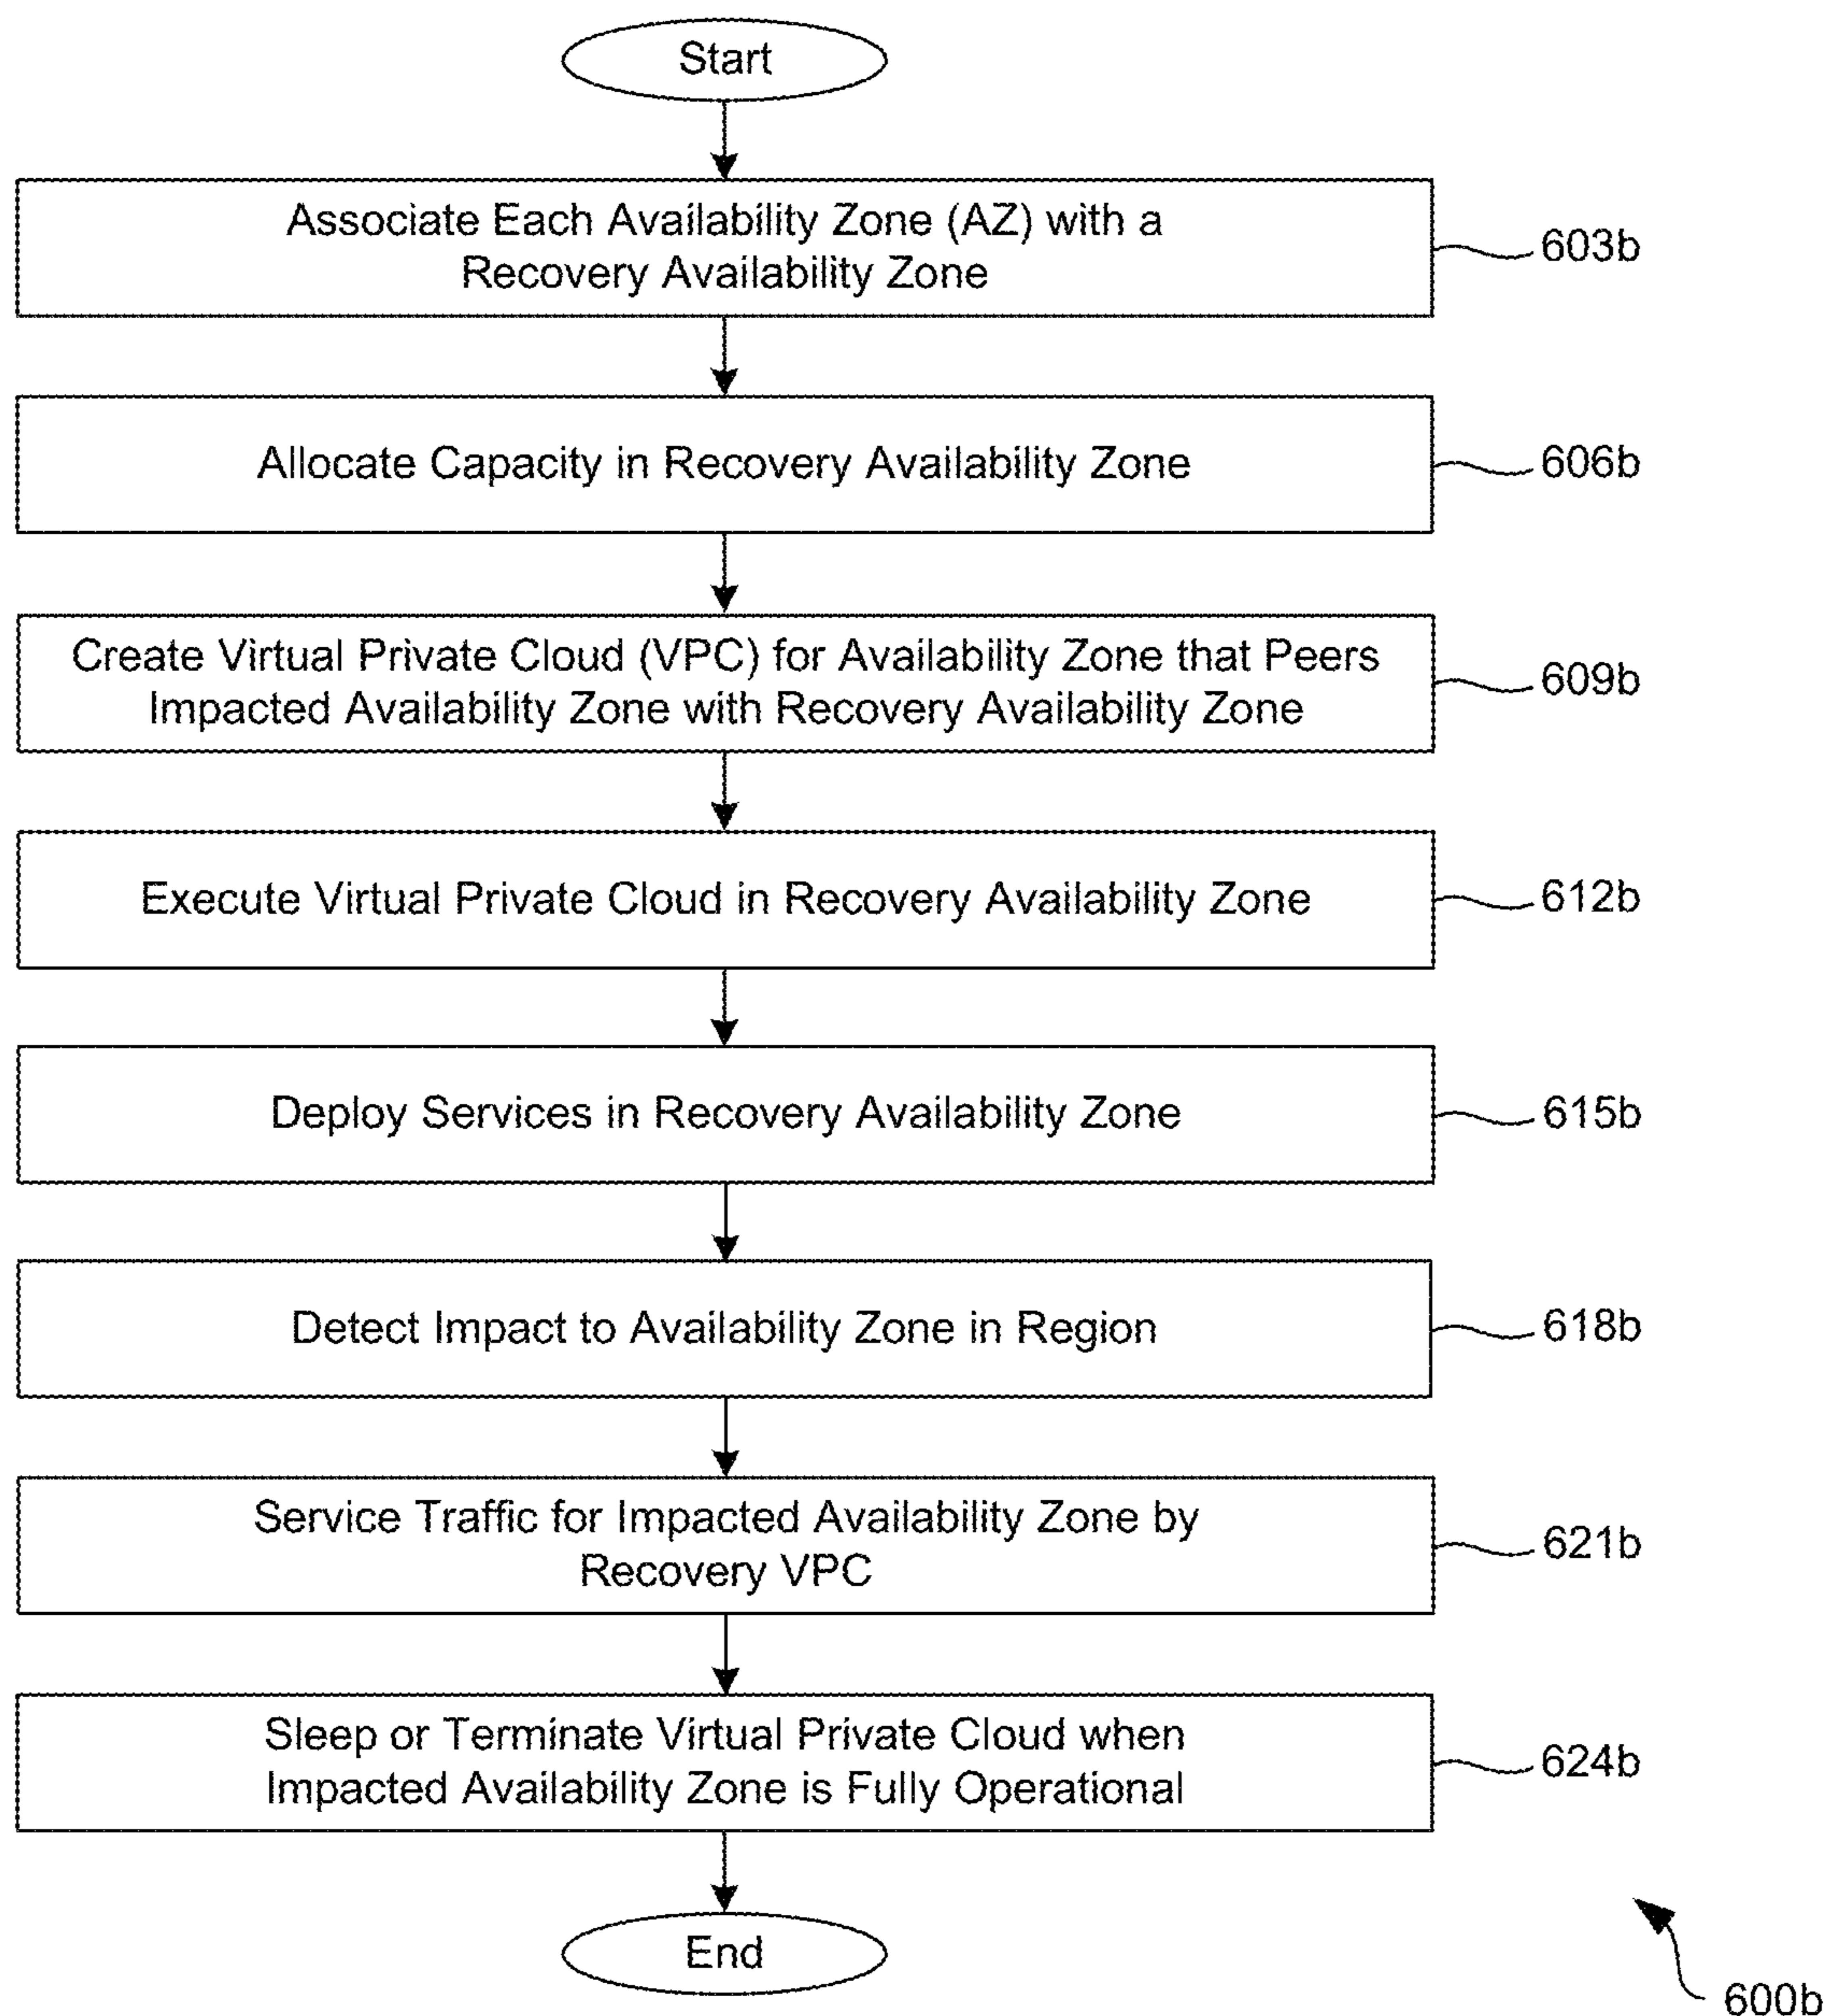 Start
Associate Each Availability Zone (AZ) with a
Recovery Availability Zone
603b
Allocate Capacity in Recovery Availability Zone
606b
Create Virtual Private Cloud (VPC) for Availability Zone that Peers
Impacted Availability Zone with Recovery Availability Zone
609b
Execute Virtual Private Cloud in Recovery Availability Zone
612b
Deploy Services in Recovery Availability Zone
615b
Detect Impact to Availability Zone in Region
618b
Service Traffic for Impacted Availability Zone by
Recovery VPC
621b
Sleep or Terminate Virtual Private Cloud when
Impacted Availability Zone is Fully Operational
624b
End
600b